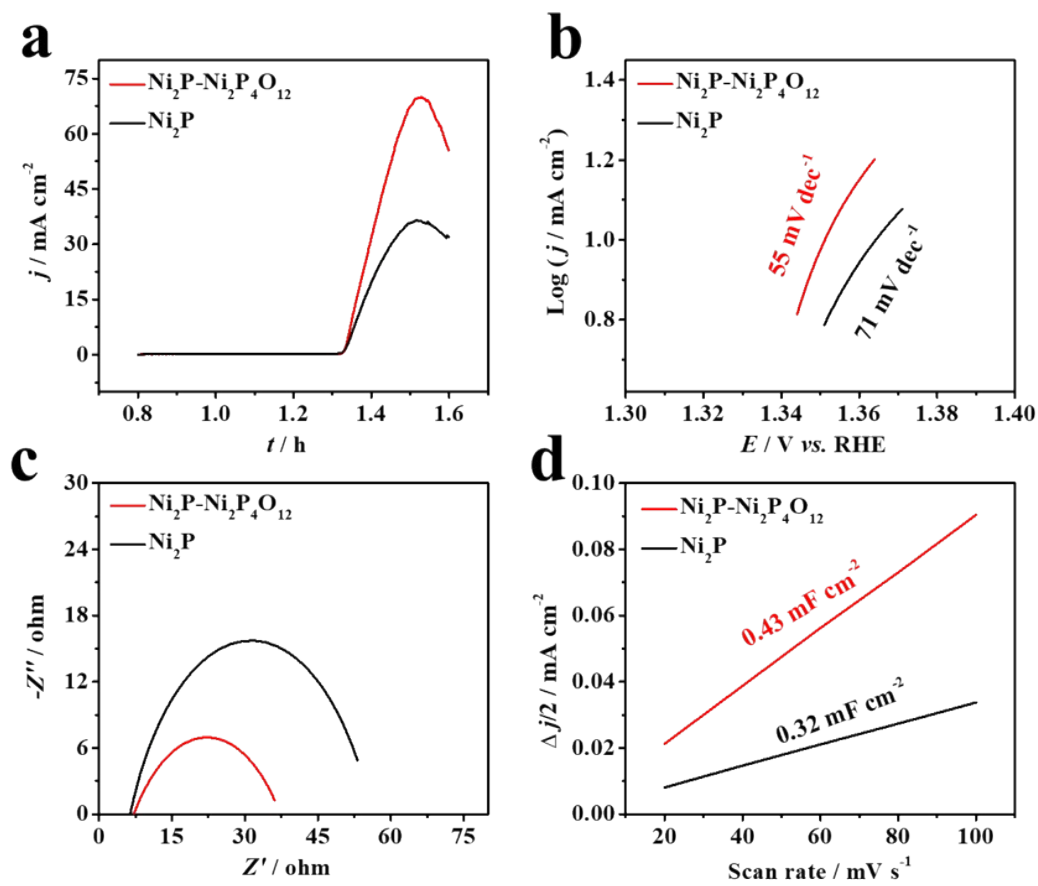 a
75
60
45
30
15
0
j / mA cm⁻²
Ni₂P-Ni₂P₄O₁₂
Ni₂P
0.8 1.0 1.2 1.4 1.6
t / h
b
1.4
1.2
1.0
0.8
Log ( j / mA cm⁻²)
Ni₂P-Ni₂P₄O₁₂
Ni₂P
55 mV dec⁻¹
71 mV dec⁻¹
1.30 1.32 1.34 1.36 1.38 1.40
E / V vs. RHE
c
30
24
18
12
6
0
-Z'' / ohm
Ni₂P-Ni₂P₄O₁₂
Ni₂P
0 15 30 45 60 75
Z' / ohm
d
0.10
0.08
0.06
0.04
0.02
0.00
Δ j/2 / mA cm⁻²
Ni₂P-Ni₂P₄O₁₂
Ni₂P
0.43 mF cm⁻²
0.32 mF cm⁻²
20 40 60 80 100
Scan rate / mV s⁻¹